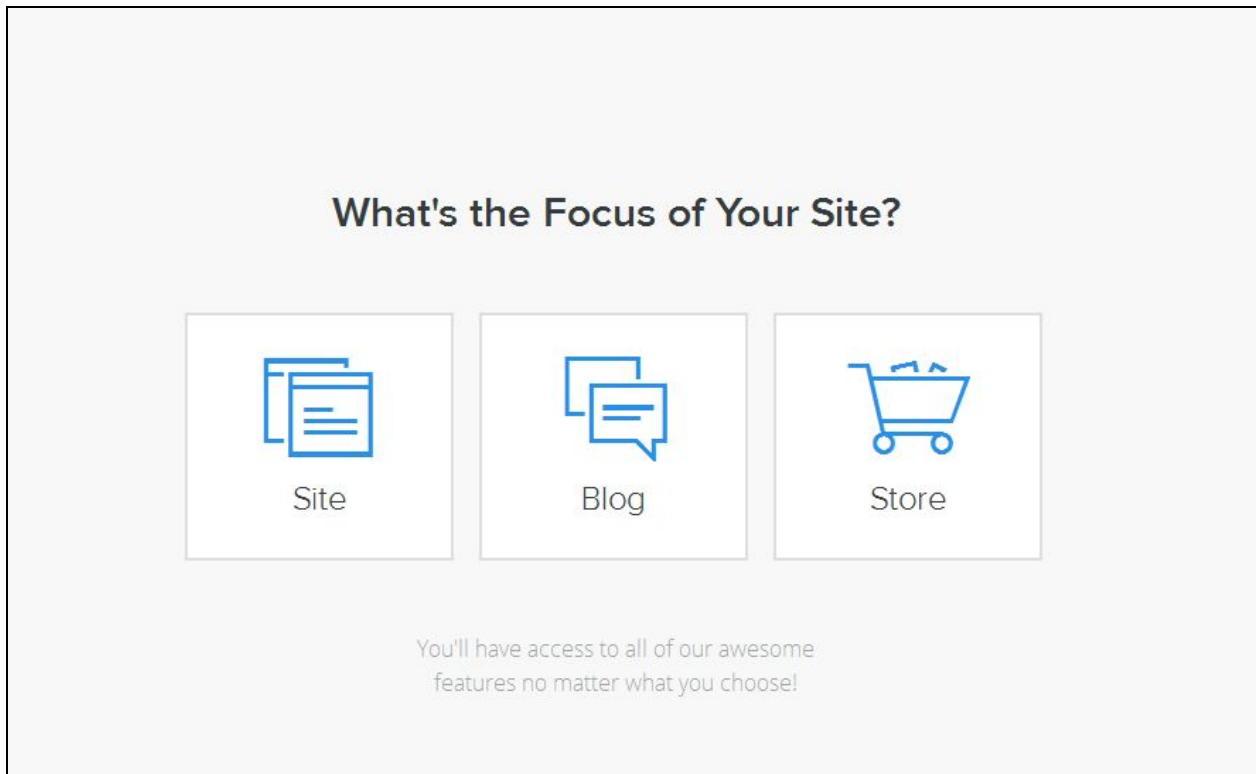 What's the Focus of Your Site?
Site
Blog
Store
You'll have access to all of our awesome
features no matter what you choose!